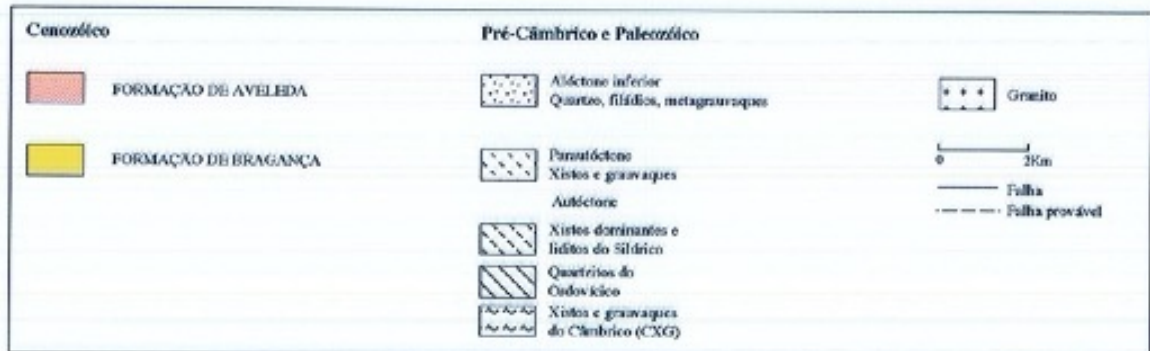 Cenozóico
FORMAÇÃO DE AVELEDA
FORMAÇÃO DE BRAGANÇA
Pré-Câmbrico e Paleozóico
Alóctone inferior
Quartzo, filádios, metagrauvaques
Parautóctone
Xistos e grauvaques
Autóctone
Xistos dominantes e
liditos do Silúrico
Quartzitos do
Ordovícico
Xistos e grauvaques
do Câmbrico (CXG)
Granito
0 2Km
Falha
Falha provável